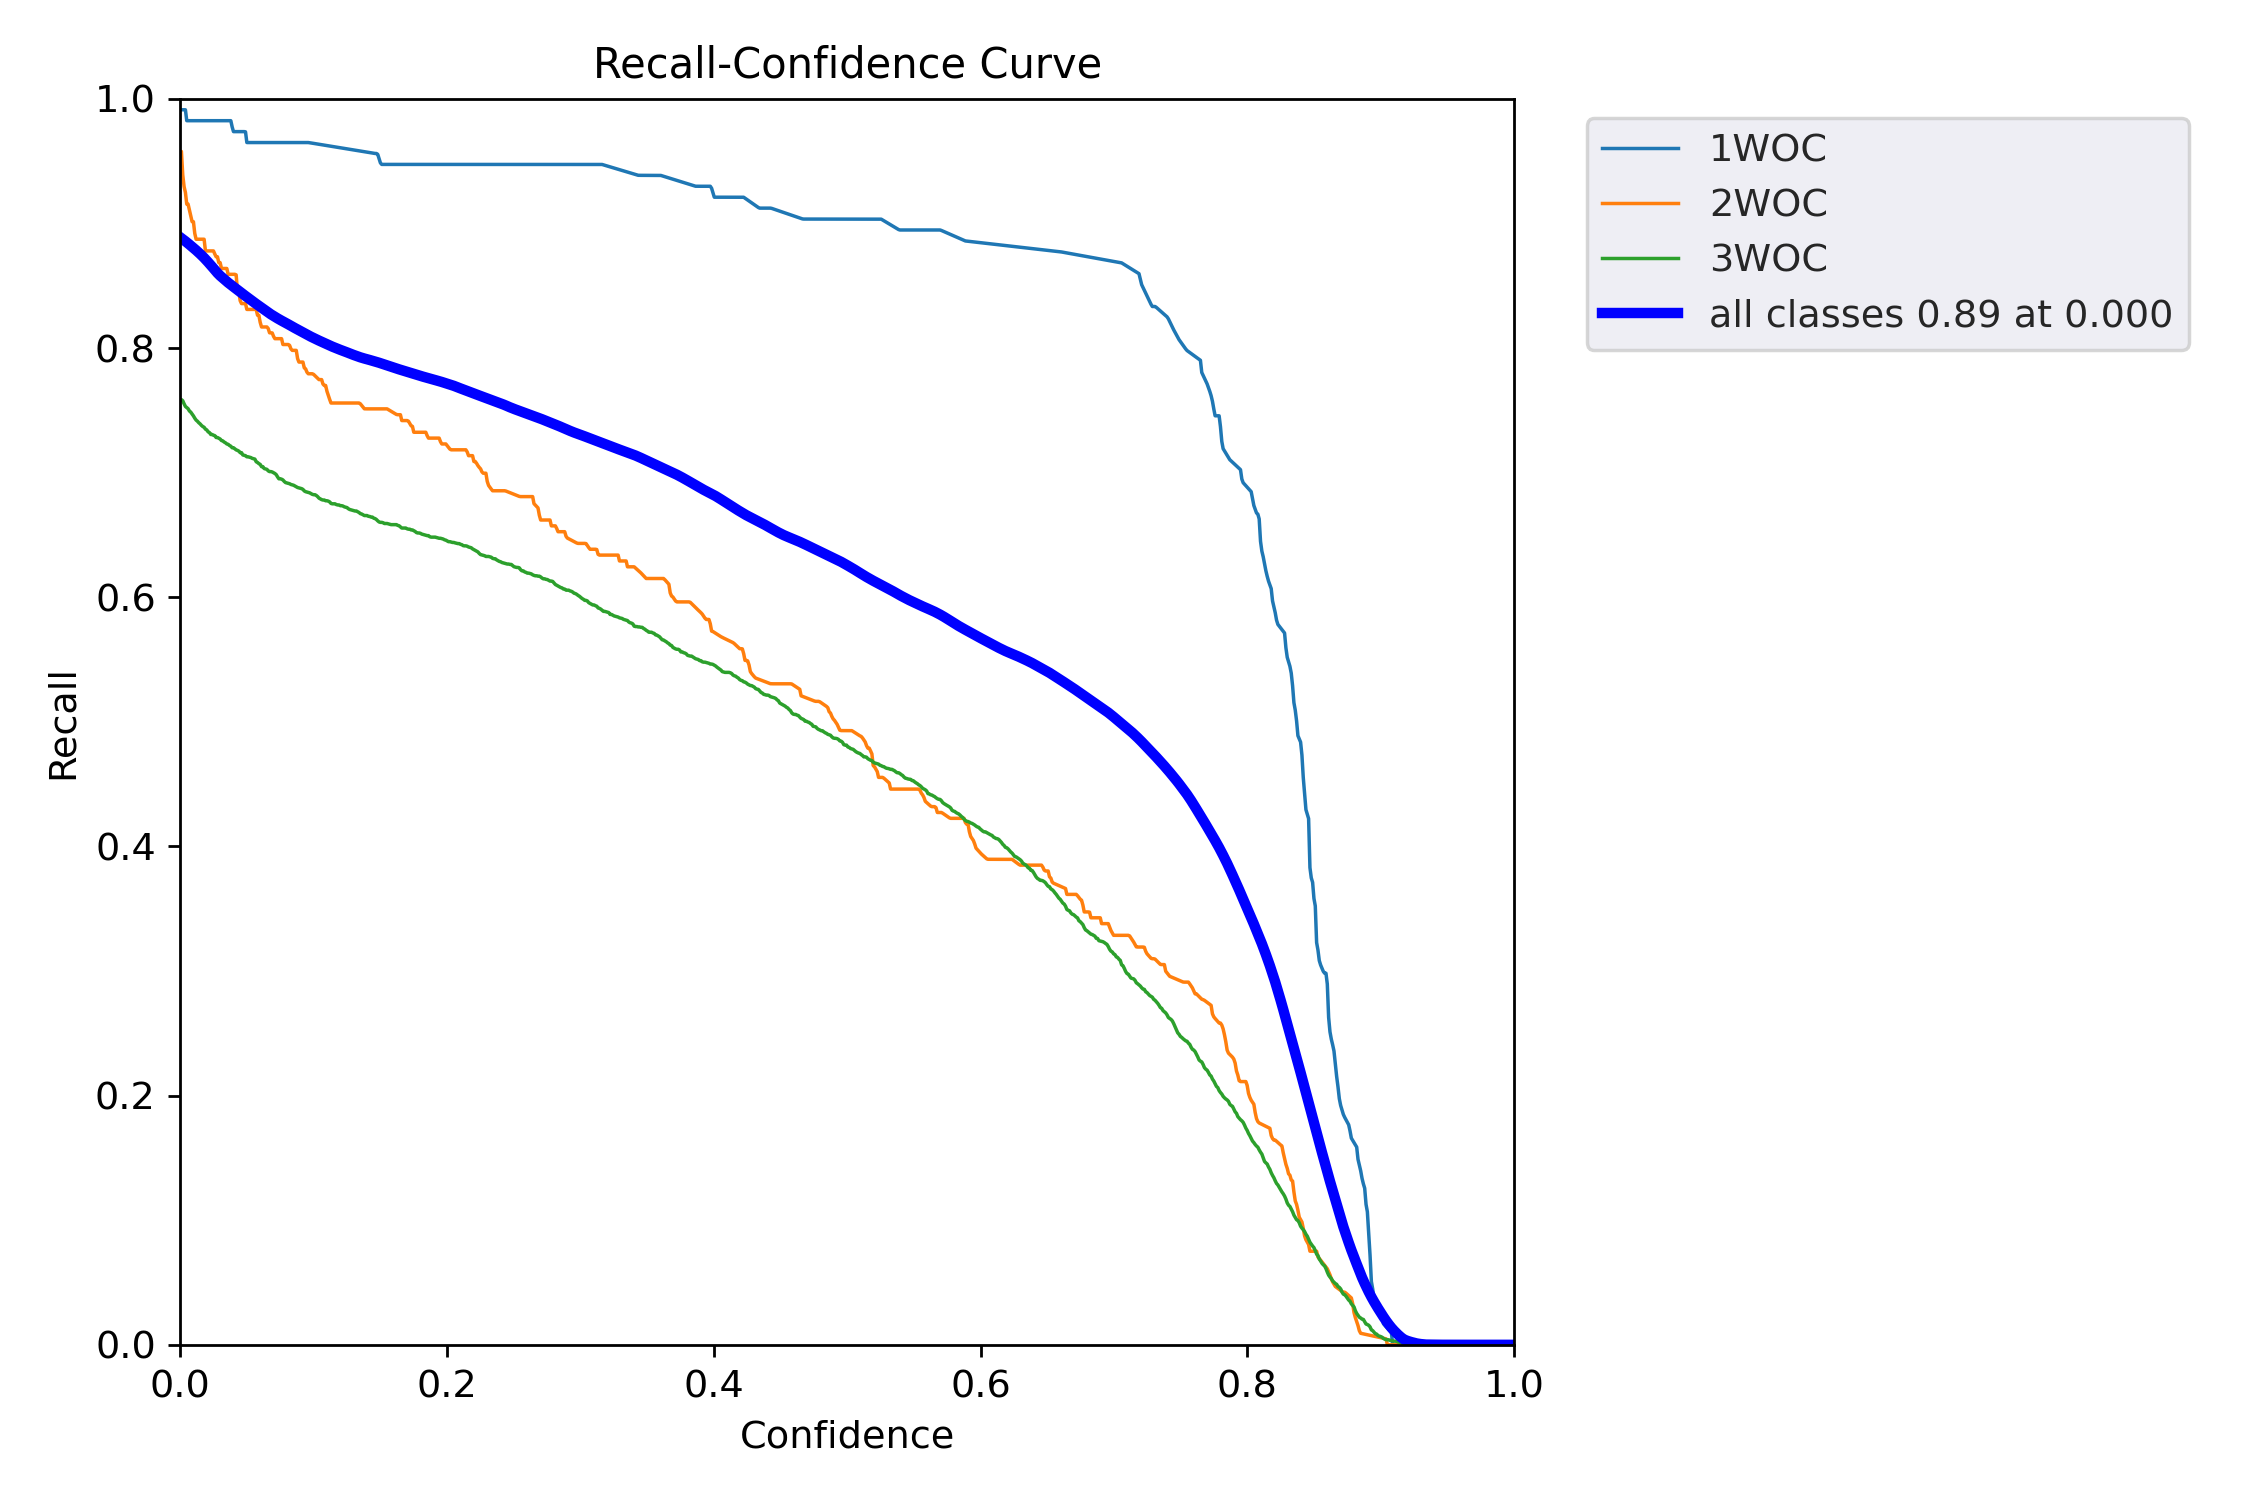 Recall-Confidence Curve
1.0
0.8
0.6
0.4
0.2
0.0
Recall
0.0 0.2 0.4 0.6 0.8 1.0
Confidence
1WOC
2WOC
3WOC
all classes 0.89 at 0.000